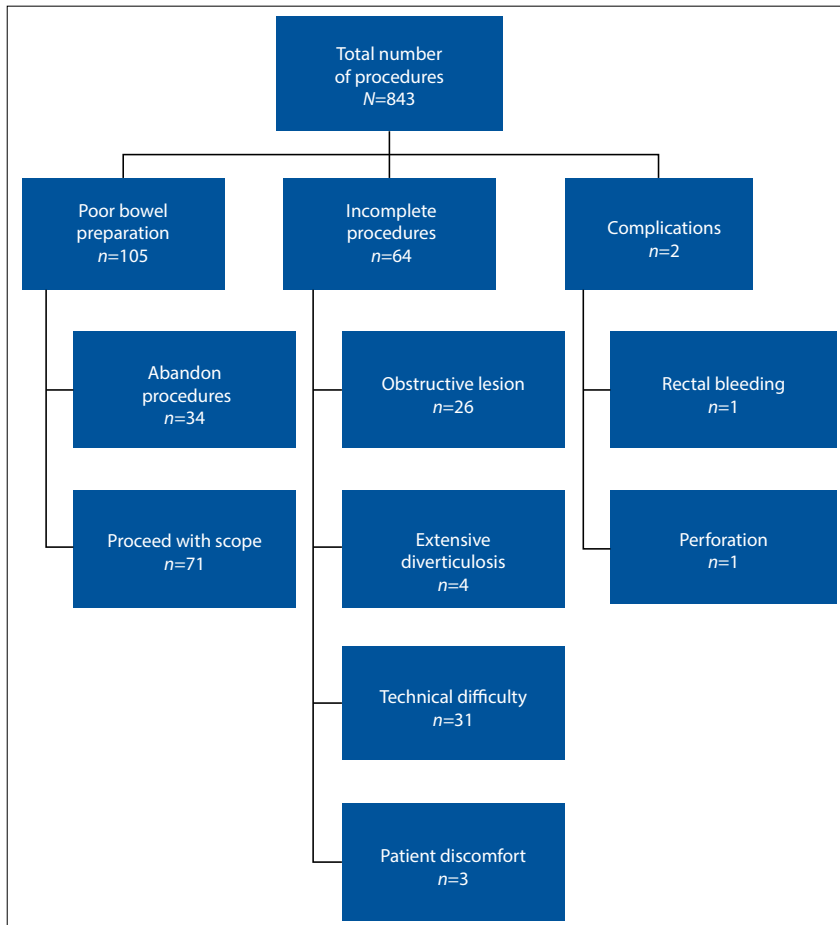 Total number
of procedures
N=843
Poor bowel
preparation
n=105
Incomplete
procedures
n=64
Complications
n=2
Abandon
procedures
n=34
Obstructive lesion
n=26
Rectal bleeding
n=1
Proceed with scope
n=71
Extensive
diverticulosis
n=4
Perforation
n=1
Technical difficulty
n=31
Patient discomfort
n=3